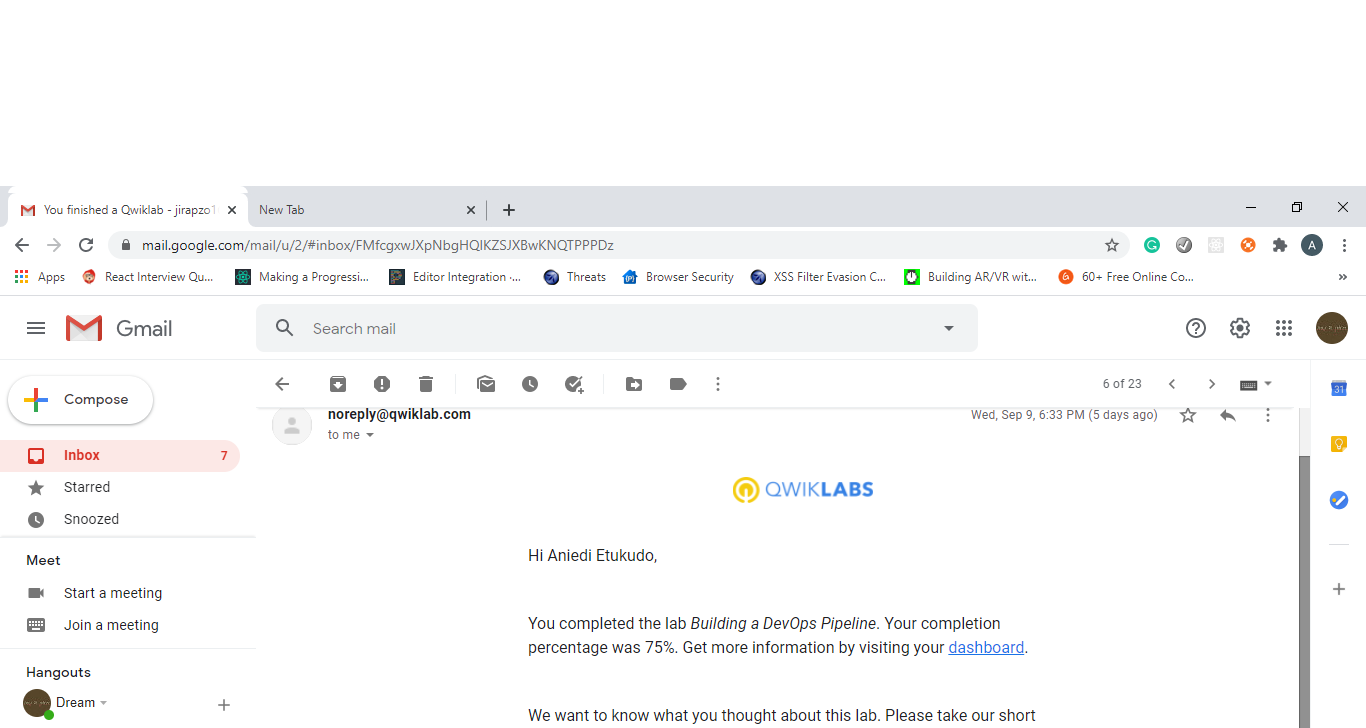 You finished a Qwiklab - jirapzo1
New Tab
mail.google.com/mail/u/2/#inbox/FMfcgxwJXpNbgHQIKZSJXBwKNQTPPPDz
A
Apps
React Interview Qu...
Making a Progressi...
Editor Integration ·...
Threats
Browser Security
XSS Filter Evasion C...
Building AR/VR wit...
60+ Free Online Co...
»
Gmail
Search mail
Compose
6 of 23
31
noreply@qwiklab.com
Wed, Sep 9, 6:33 PM (5 days ago)
to me
Inbox
7
Starred
Snoozed
QWIKLABS
Hi Aniedi Etukudo,
Meet
Start a meeting
Join a meeting
You completed the lab Building a DevOps Pipeline. Your completion
percentage was 75%. Get more information by visiting your dashboard.
Hangouts
Dream
We want to know what you thought about this lab. Please take our short